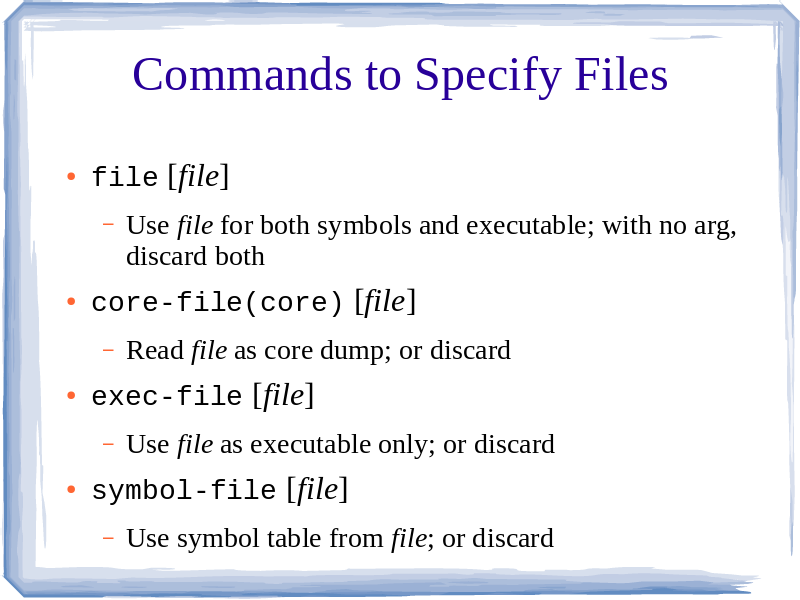 Commands to Specify Files
● file [file]
– Use file for both symbols and executable; with no arg,
discard both
● core-file(core) [file]
– Read file as core dump; or discard
● exec-file [file]
– Use file as executable only; or discard
● symbol-file [file]
– Use symbol table from file; or discard